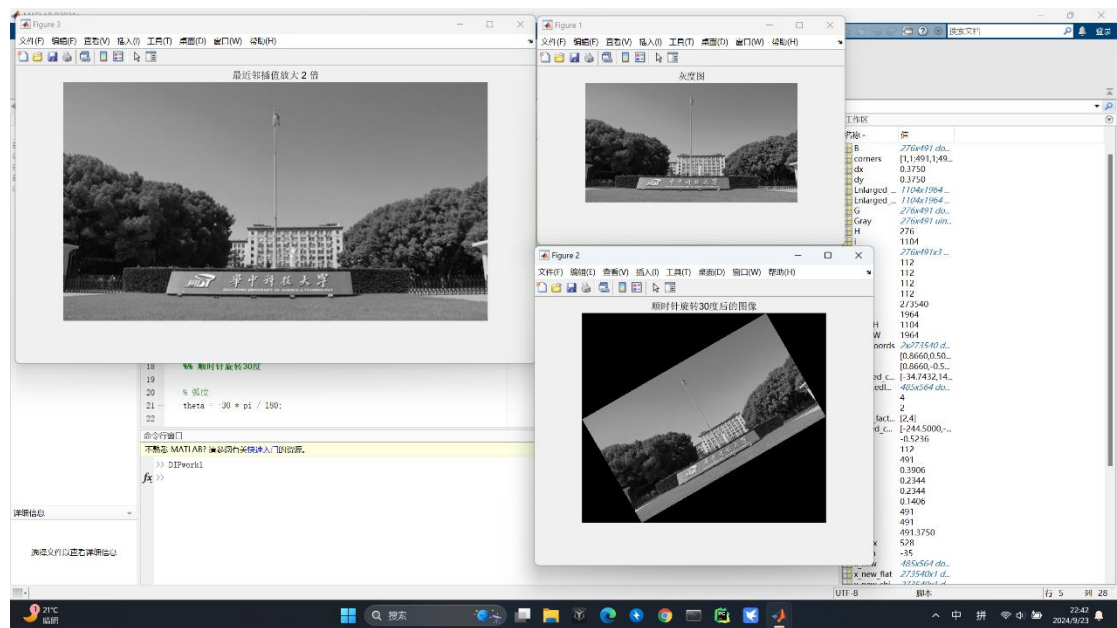 Figure 3
文件(F) 编辑(E) 查看(V) 插入(I) 工具(T) 桌面(D) 窗口(W) 帮助(H)
最近邻插值放大 2 倍
华中科技大学
Figure 1
文件(F) 编辑(E) 查看(V) 插入(I) 工具(T) 桌面(D) 窗口(W) 帮助(H)
灰度图
华中科技大学
Figure 2
文件(F) 编辑(E) 查看(V) 插入(I) 工具(T) 桌面(D) 窗口(W) 帮助(H)
顺时针旋转30度后的图像
搜索文档
登录
工作区
名称 值
B 276x491 do...
corners [1,1;491,1;49...
dx 0.3750
dy 0.3750
Enlarged_... 1104x1964 ...
Enlarged_... 1104x1964 ...
G 276x491 do...
Gray 276x491 uin...
H 276
i 1104
276x491x3 ...
112
112
112
112
273540
1964
H 1104
W 1964
oords 2x273540 d...
[0.8660,0.50...
[0.8660,-0.5...
ed_c... [-34.7432,14...
edI... 485x564 do...
4
2
fact... [2,4]
d_c... [-244.5000,-...
-0.5236
112
491
0.3906
0.2344
0.2344
0.1406
491
491
491.3750
x 528
-35
485x564 do...
x_new_flat 273540x1 d...
18 %% 顺时针旋转30度
19
20 % 弧度
21 theta = -30 * pi / 180;
22
命令行窗口
不熟悉 MATLAB? 请参阅有关快速入门的资源。
>> DIPwork1
fx >>
详细信息
选择文件以查看详细信息
UTF-8 脚本 行 5 列 28
21°C
晴朗
搜索
中 拼
22:42
2024/9/23